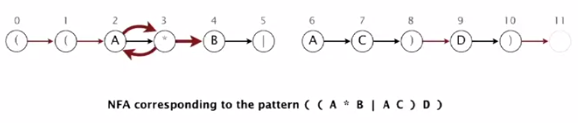 0 1 2 3 4 5 6 7 8 9 10 11
( ( A * B | A C ) D )
NFA corresponding to the pattern ( ( A * B | A C ) D )